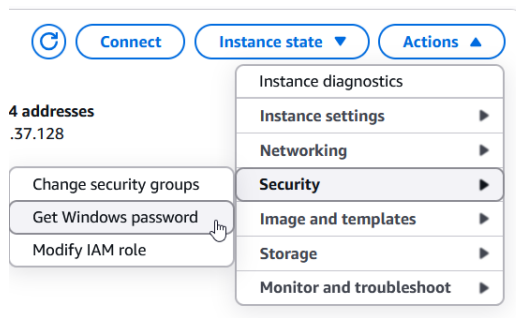 Connect
Instance state
Actions
Instance diagnostics
4 addresses
.37.128
Instance settings
Networking
Security
Change security groups
Get Windows password
Modify IAM role
Image and templates
Storage
Monitor and troubleshoot